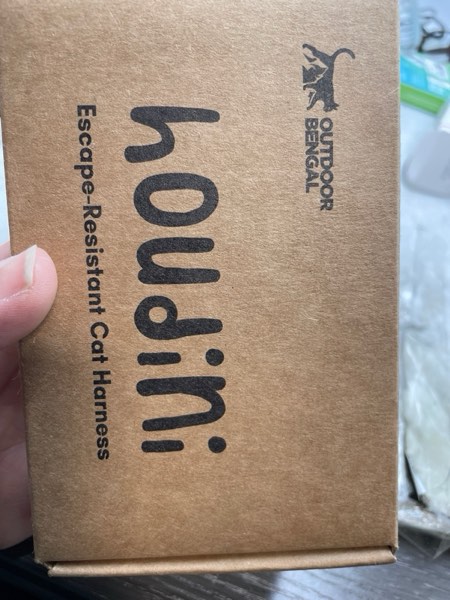 OUTDOOR
BENGAL
houdini
Escape-Resistant Cat Harness